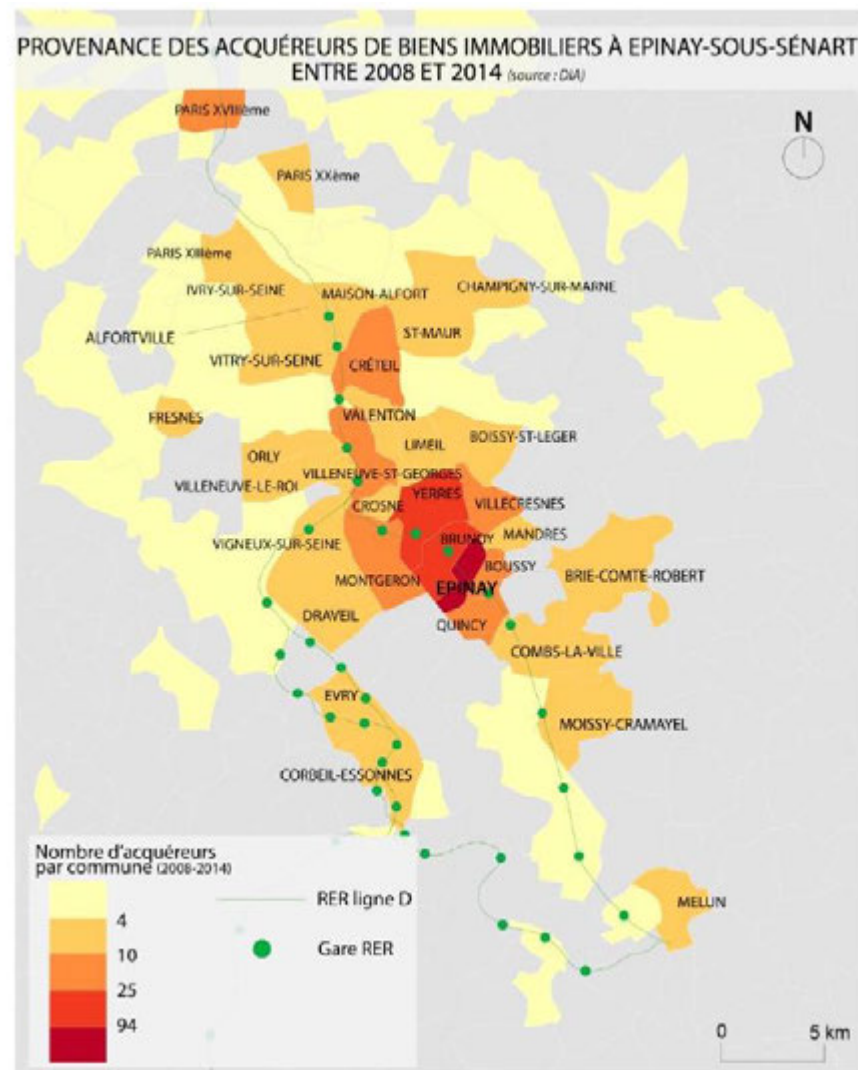 PROVENANCE DES ACQUÉREURS DE BIENS IMMOBILIERS À EPINAY-SOUS-SÉNART
ENTRE 2008 ET 2014 (source : DIA)
PARIS XVIIIème
N
PARIS XXème
PARIS XIIIème
IVRY-SUR-SEINE
MAISON-ALFORT
CHAMPIGNY-SUR-MARNE
ALFORTVILLE
ST-MAUR
VITRY-SUR-SEINE
CRÉTEIL
FRESNES
VALENTON
LIMEIL
BOISSY-ST-LEGER
ORLY
VILLENEUVE-LE-ROI
VILLENEUVE-ST-GEORGES
YERRES
VILLECRESNES
CROSNE
VIGNEUX-SUR-SEINE
BRUNOY
MANDRES
MONTGERON
BOUSSY
BRIE-COMTE-ROBERT
EPINAY
DRAVEIL
QUINCY
COMBS-LA-VILLE
EVRY
MOISSY-CRAMAYEL
CORBEIL-ESSONNES
MELUN
Nombre d'acquéreurs
par commune (2008-2014)
4
10
25
94
RER ligne D
Gare RER
0 5 km